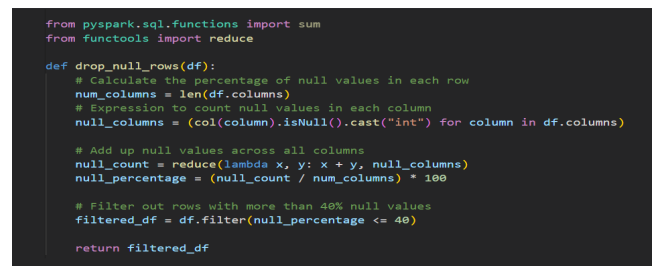 from pyspark.sql.functions import sum
from functools import reduce
def drop_null_rows(df):
# Calculate the percentage of null values in each row
num_columns = len(df.columns)
# Expression to count null values in each column
null_columns = (col(column).isNull().cast("int") for column in df.columns)
# Add up null values across all columns
null_count = reduce(lambda x, y: x + y, null_columns)
null_percentage = (null_count / num_columns) * 100
# Filter out rows with more than 40% null values
filtered_df = df.filter(null_percentage <= 40)
return filtered_df